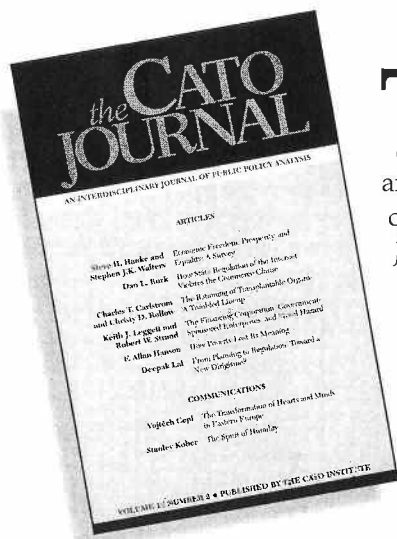 the CATO
JOURNAL
AN INTERDISCIPLINARY JOURNAL OF PUBLIC POLICY ANALYSIS
ARTICLES
Steve H. Hanke and
Stephen J.K. Walters
Economic Freedom, Prosperity, and
Equality: A Survey
Dan L. Burk
How State Regulation of the Internet
Violates the Commerce Clause
Charles T. Carlstrom
and Christy D. Rollow
The Rationing of Transplantable Organs:
A Troubled Lineup
Keith J. Leggett and
Robert W. Strand
The Financing Corporation, Government-
Sponsored Enterprises, and Moral Hazard
F. Allan Hanson
How Poverty Lost Its Meaning
Deepak Lal
From Planning to Regulation: Toward a
New Dirigisme?
COMMUNICATIONS
Vojtěch Cepl
The Transformation of Hearts and Minds
in Eastern Europe
Stanley Kober
The Spirit of Humility
VOLUME NUMBER 2 • PUBLISHED BY THE CATO INSTITUTE
T